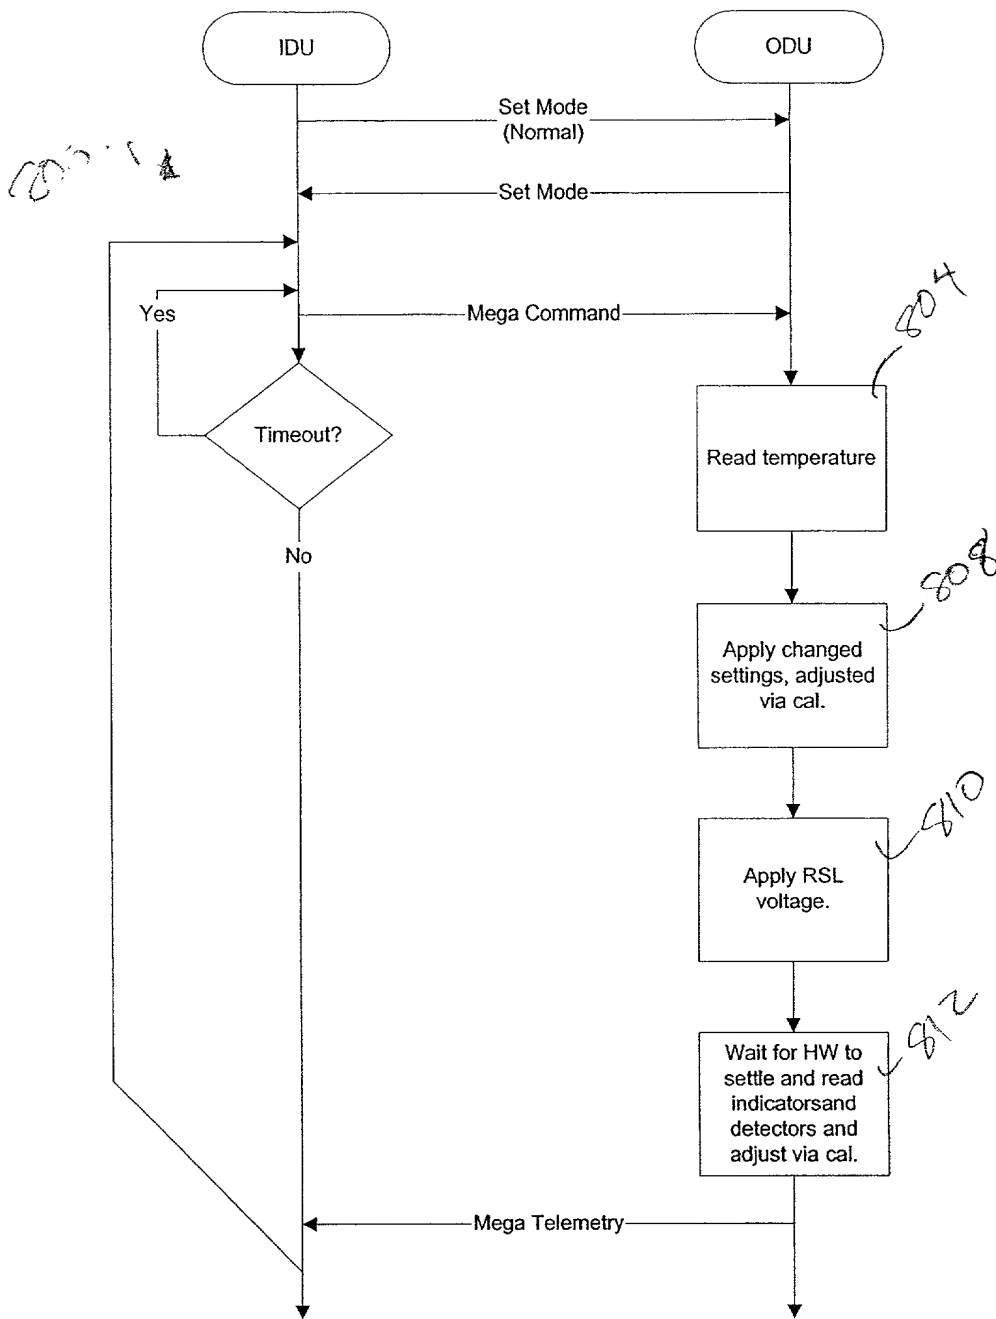 IDU
ODU
Set Mode
(Normal)
Set Mode
Yes
Mega Command
804
Timeout?
Read temperature
No
808
Apply changed
settings, adjusted
via cal.
810
Apply RSL
voltage.
812
Wait for HW to
settle and read
indicatorsand
detectors and
adjust via cal.
Mega Telemetry